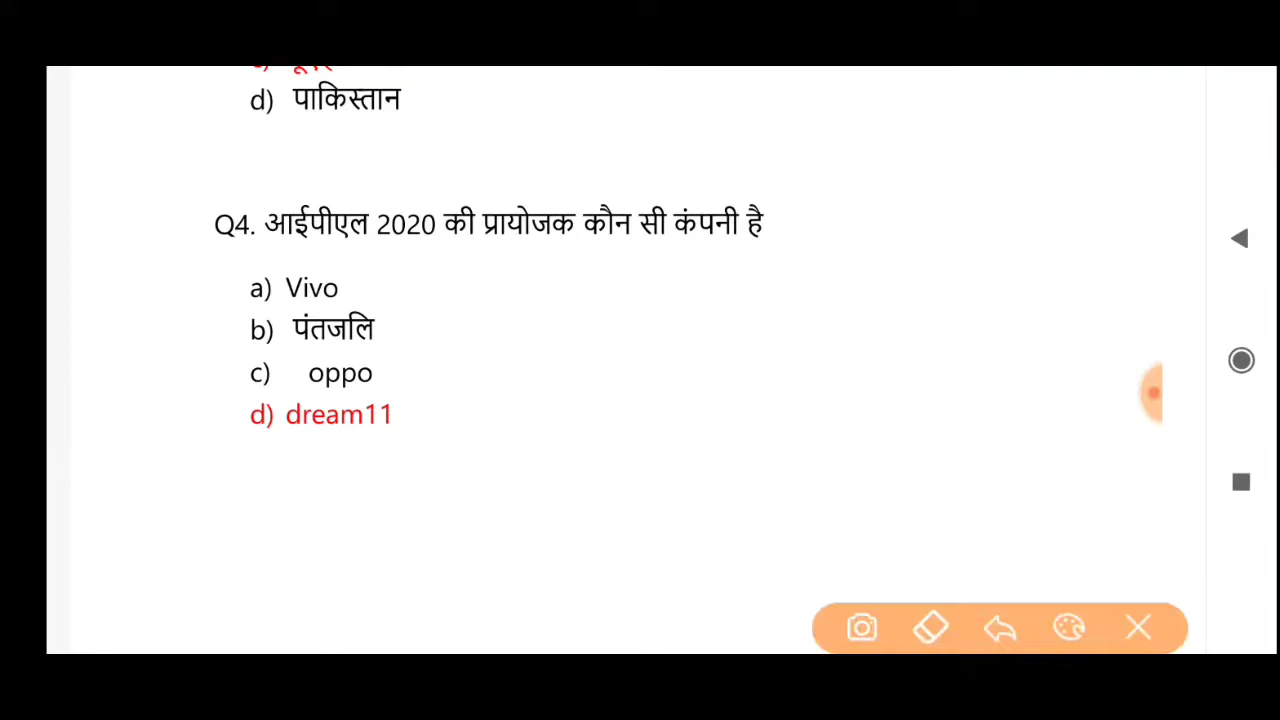 d) पाकिस्तान
Q4. आईपीएल 2020 की प्रायोजक कौन सी कंपनी है
a) Vivo
b) पंतजलि
c) oppo
d) dream11